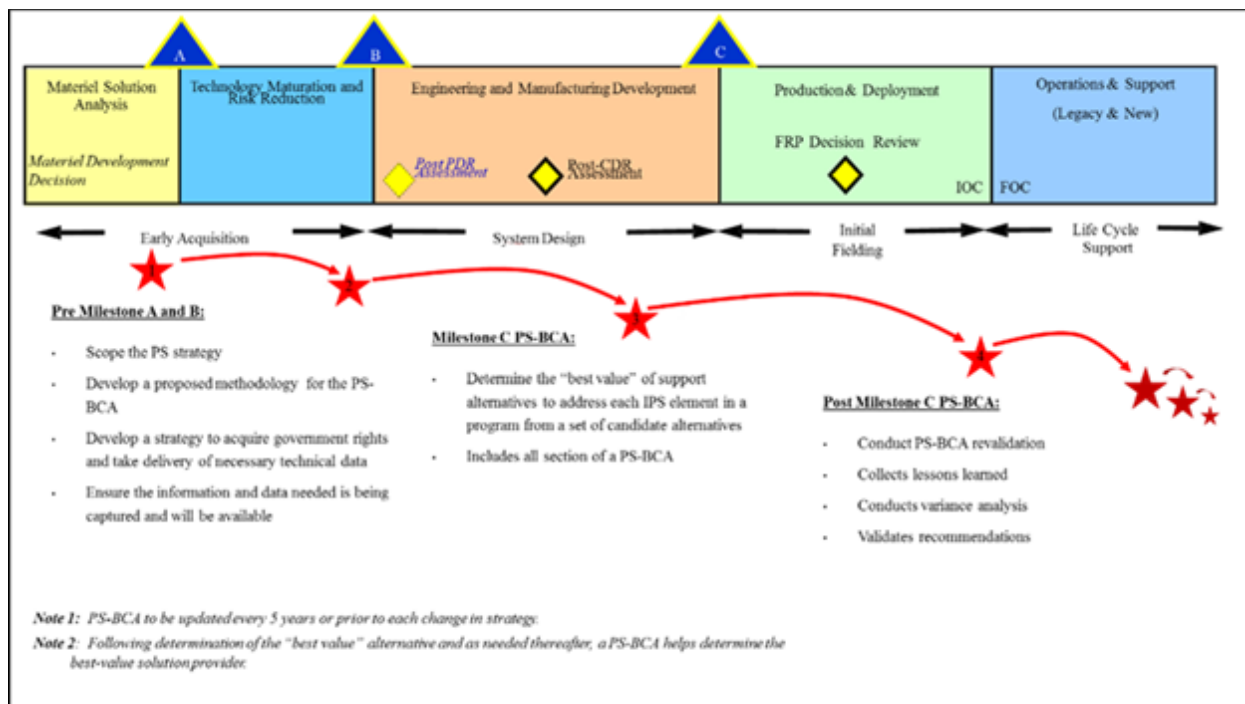 A
B
C
Materiel Solution
Analysis
Materiel Development
Decision
Technology Maturation and
Risk Reduction
Engineering and Manufacturing Development
Post PDR
Assessment
Post-CDR
Assessment
Production & Deployment
FRP Decision Review
IOC
FOC
Operations & Support
(Legacy & New)
Early Acquisition
System Design
Initial
Fielding
Life Cycle
Support
1
2
3
4
Pre Milestone A and B:
· Scope the PS strategy
· Develop a proposed methodology for the PS-
BCA
· Develop a strategy to acquire government rights
and take delivery of necessary technical data
· Ensure the information and data needed is being
captured and will be available
Milestone C PS-BCA:
· Determine the “best value” of support
alternatives to address each IPS element in a
program from a set of candidate alternatives
· Includes all section of a PS-BCA
Post Milestone C PS-BCA:
· Conduct PS-BCA revalidation
· Collects lessons learned
· Conducts variance analysis
· Validates recommendations
Note 1: PS-BCA to be updated every 5 years or prior to each change in strategy.
Note 2: Following determination of the “best value” alternative and as needed thereafter, a PS-BCA helps determine the
best-value solution provider.